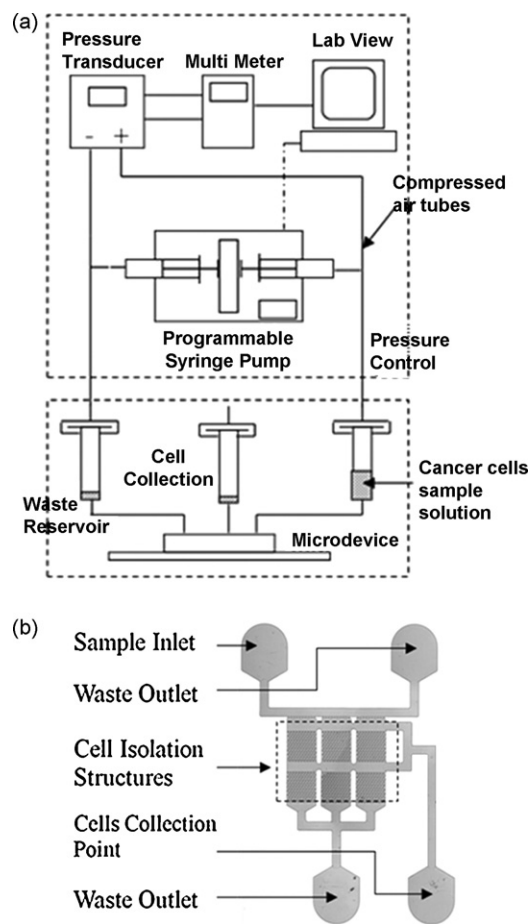 (a)
Pressure
Transducer
Multi Meter
Lab View
- +
Compressed
air tubes
Programmable
Syringe Pump
Pressure
Control
Cell
Collection
Waste
Reservoir
Cancer cells
sample
solution
Microdevice
(b)
Sample Inlet
Waste Outlet
Cell Isolation
Structures
Cells Collection
Point
Waste Outlet